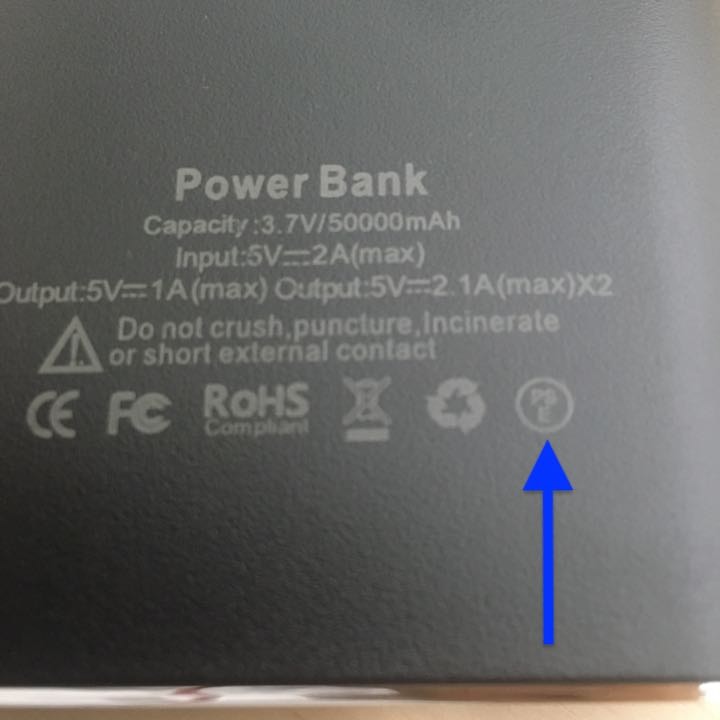 Power Bank
Capacity:3.7V/50000mAh
Input:5V⎓2A(max)
Output:5V⎓1A(max) Output:5V⎓2.1A(max)X2
Do not crush,puncture,Incinerate
or short external contact
CE FC RoHS
Compliant
PS
E